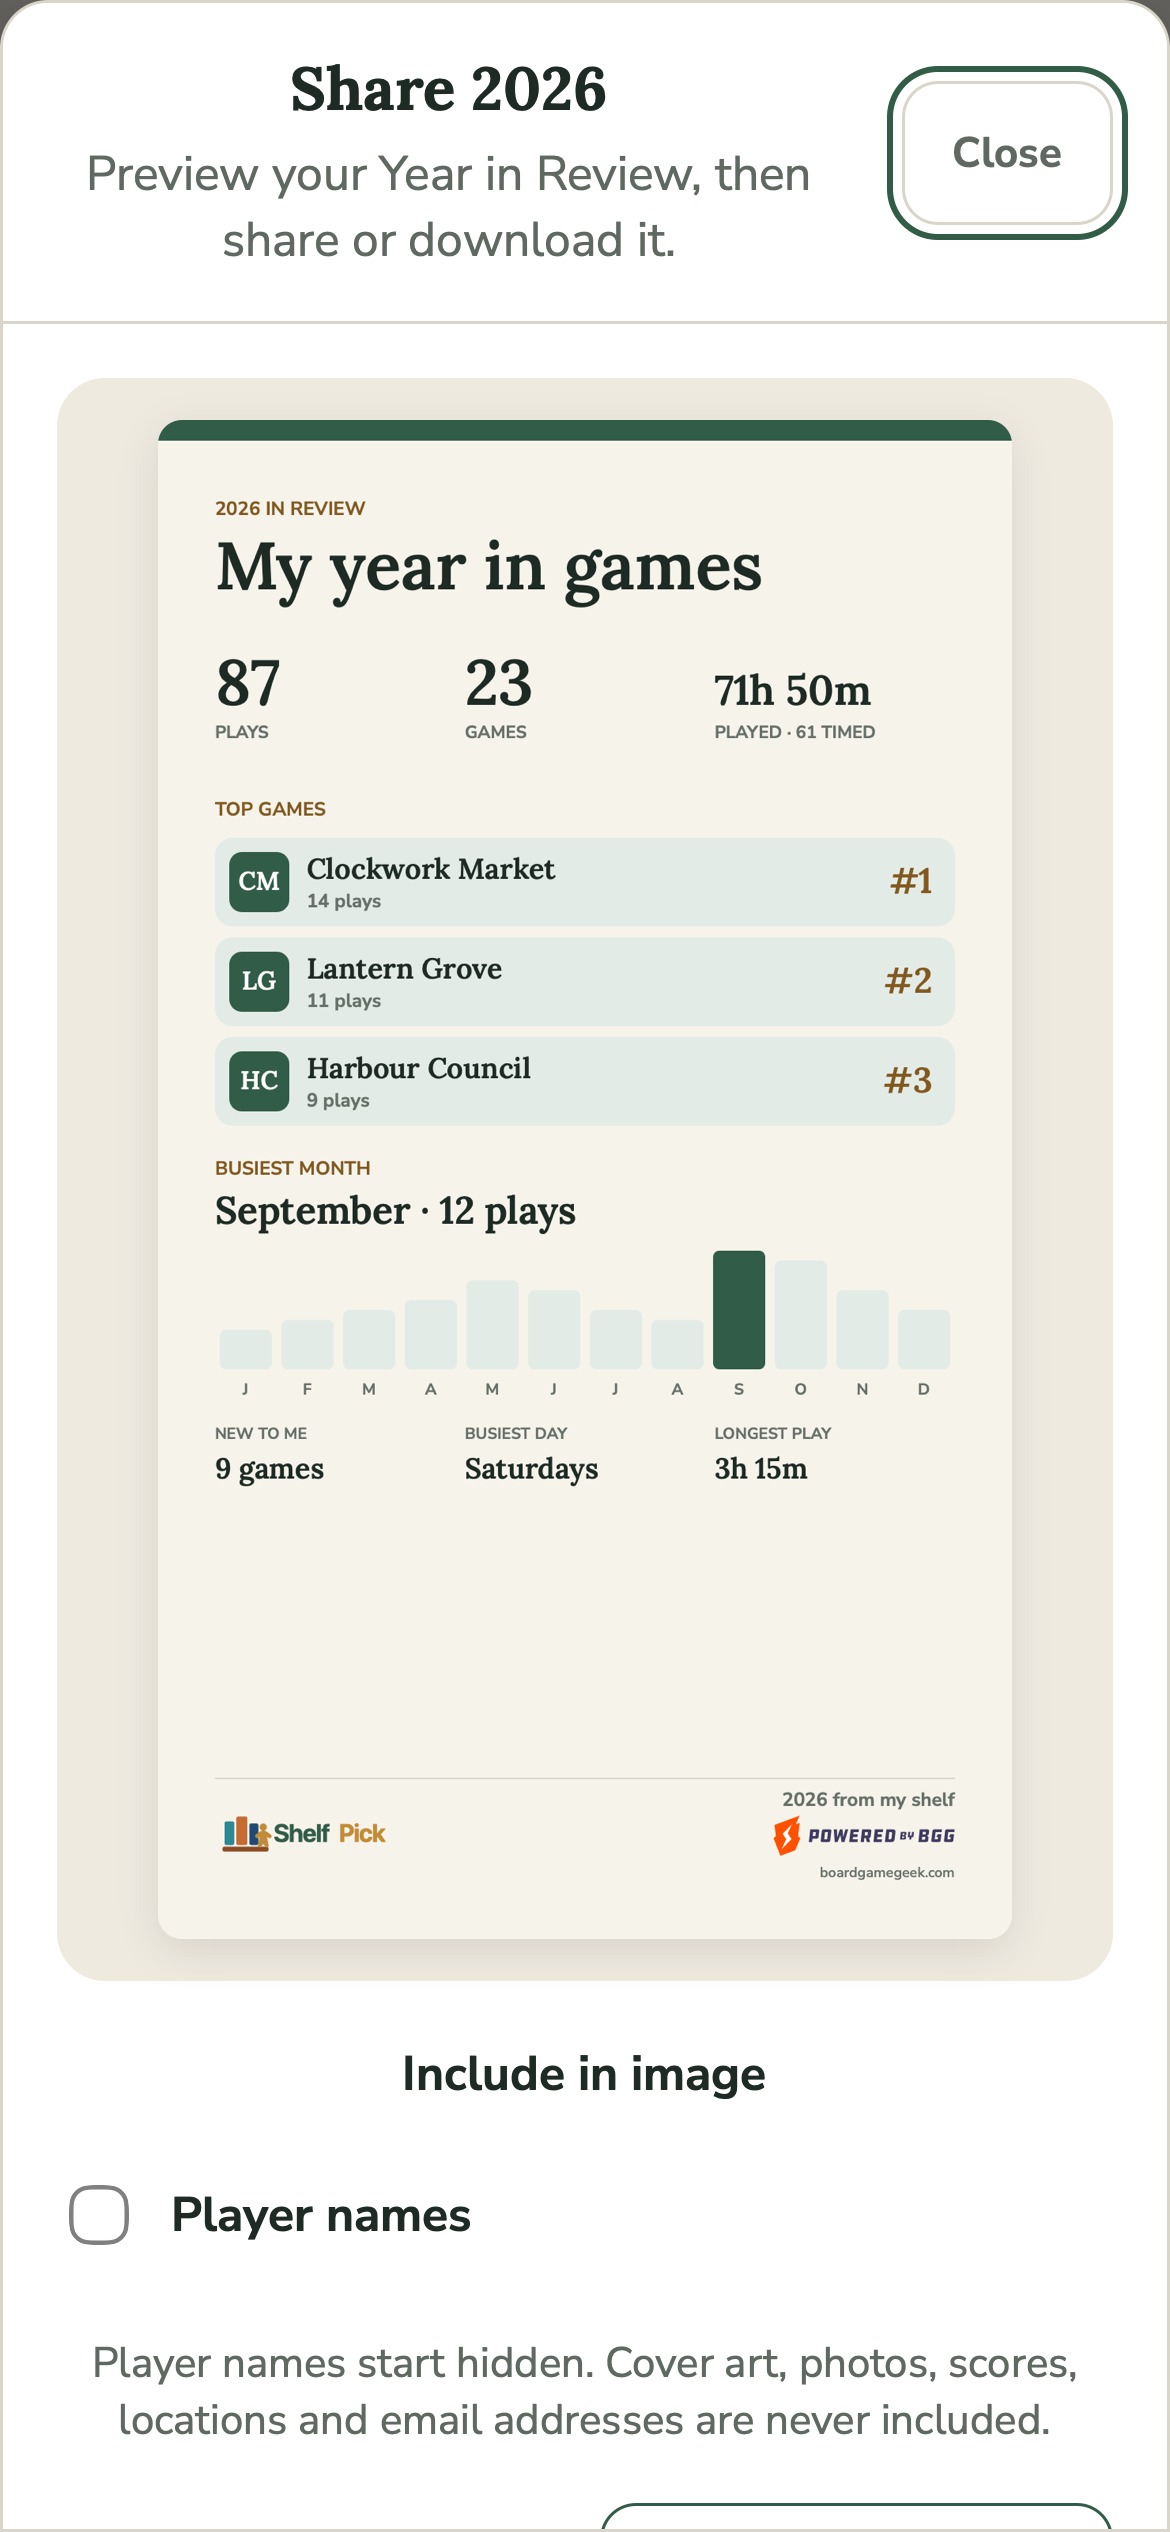 Share 2026
Preview your Year in Review, then
share or download it.
Close
2026 IN REVIEW
My year in games
87
PLAYS
23
GAMES
71h 50m
PLAYED · 61 TIMED
TOP GAMES
CM
Clockwork Market
14 plays
#1
LG
Lantern Grove
11 plays
#2
HC
Harbour Council
9 plays
#3
BUSIEST MONTH
September · 12 plays
J F M A M J J A S O N D
NEW TO ME
9 games
BUSIEST DAY
Saturdays
LONGEST PLAY
3h 15m
Shelf Pick
2026 from my shelf
POWERED BY BGG
boardgamegeek.com
Include in image
Player names
Player names start hidden. Cover art, photos, scores,
locations and email addresses are never included.